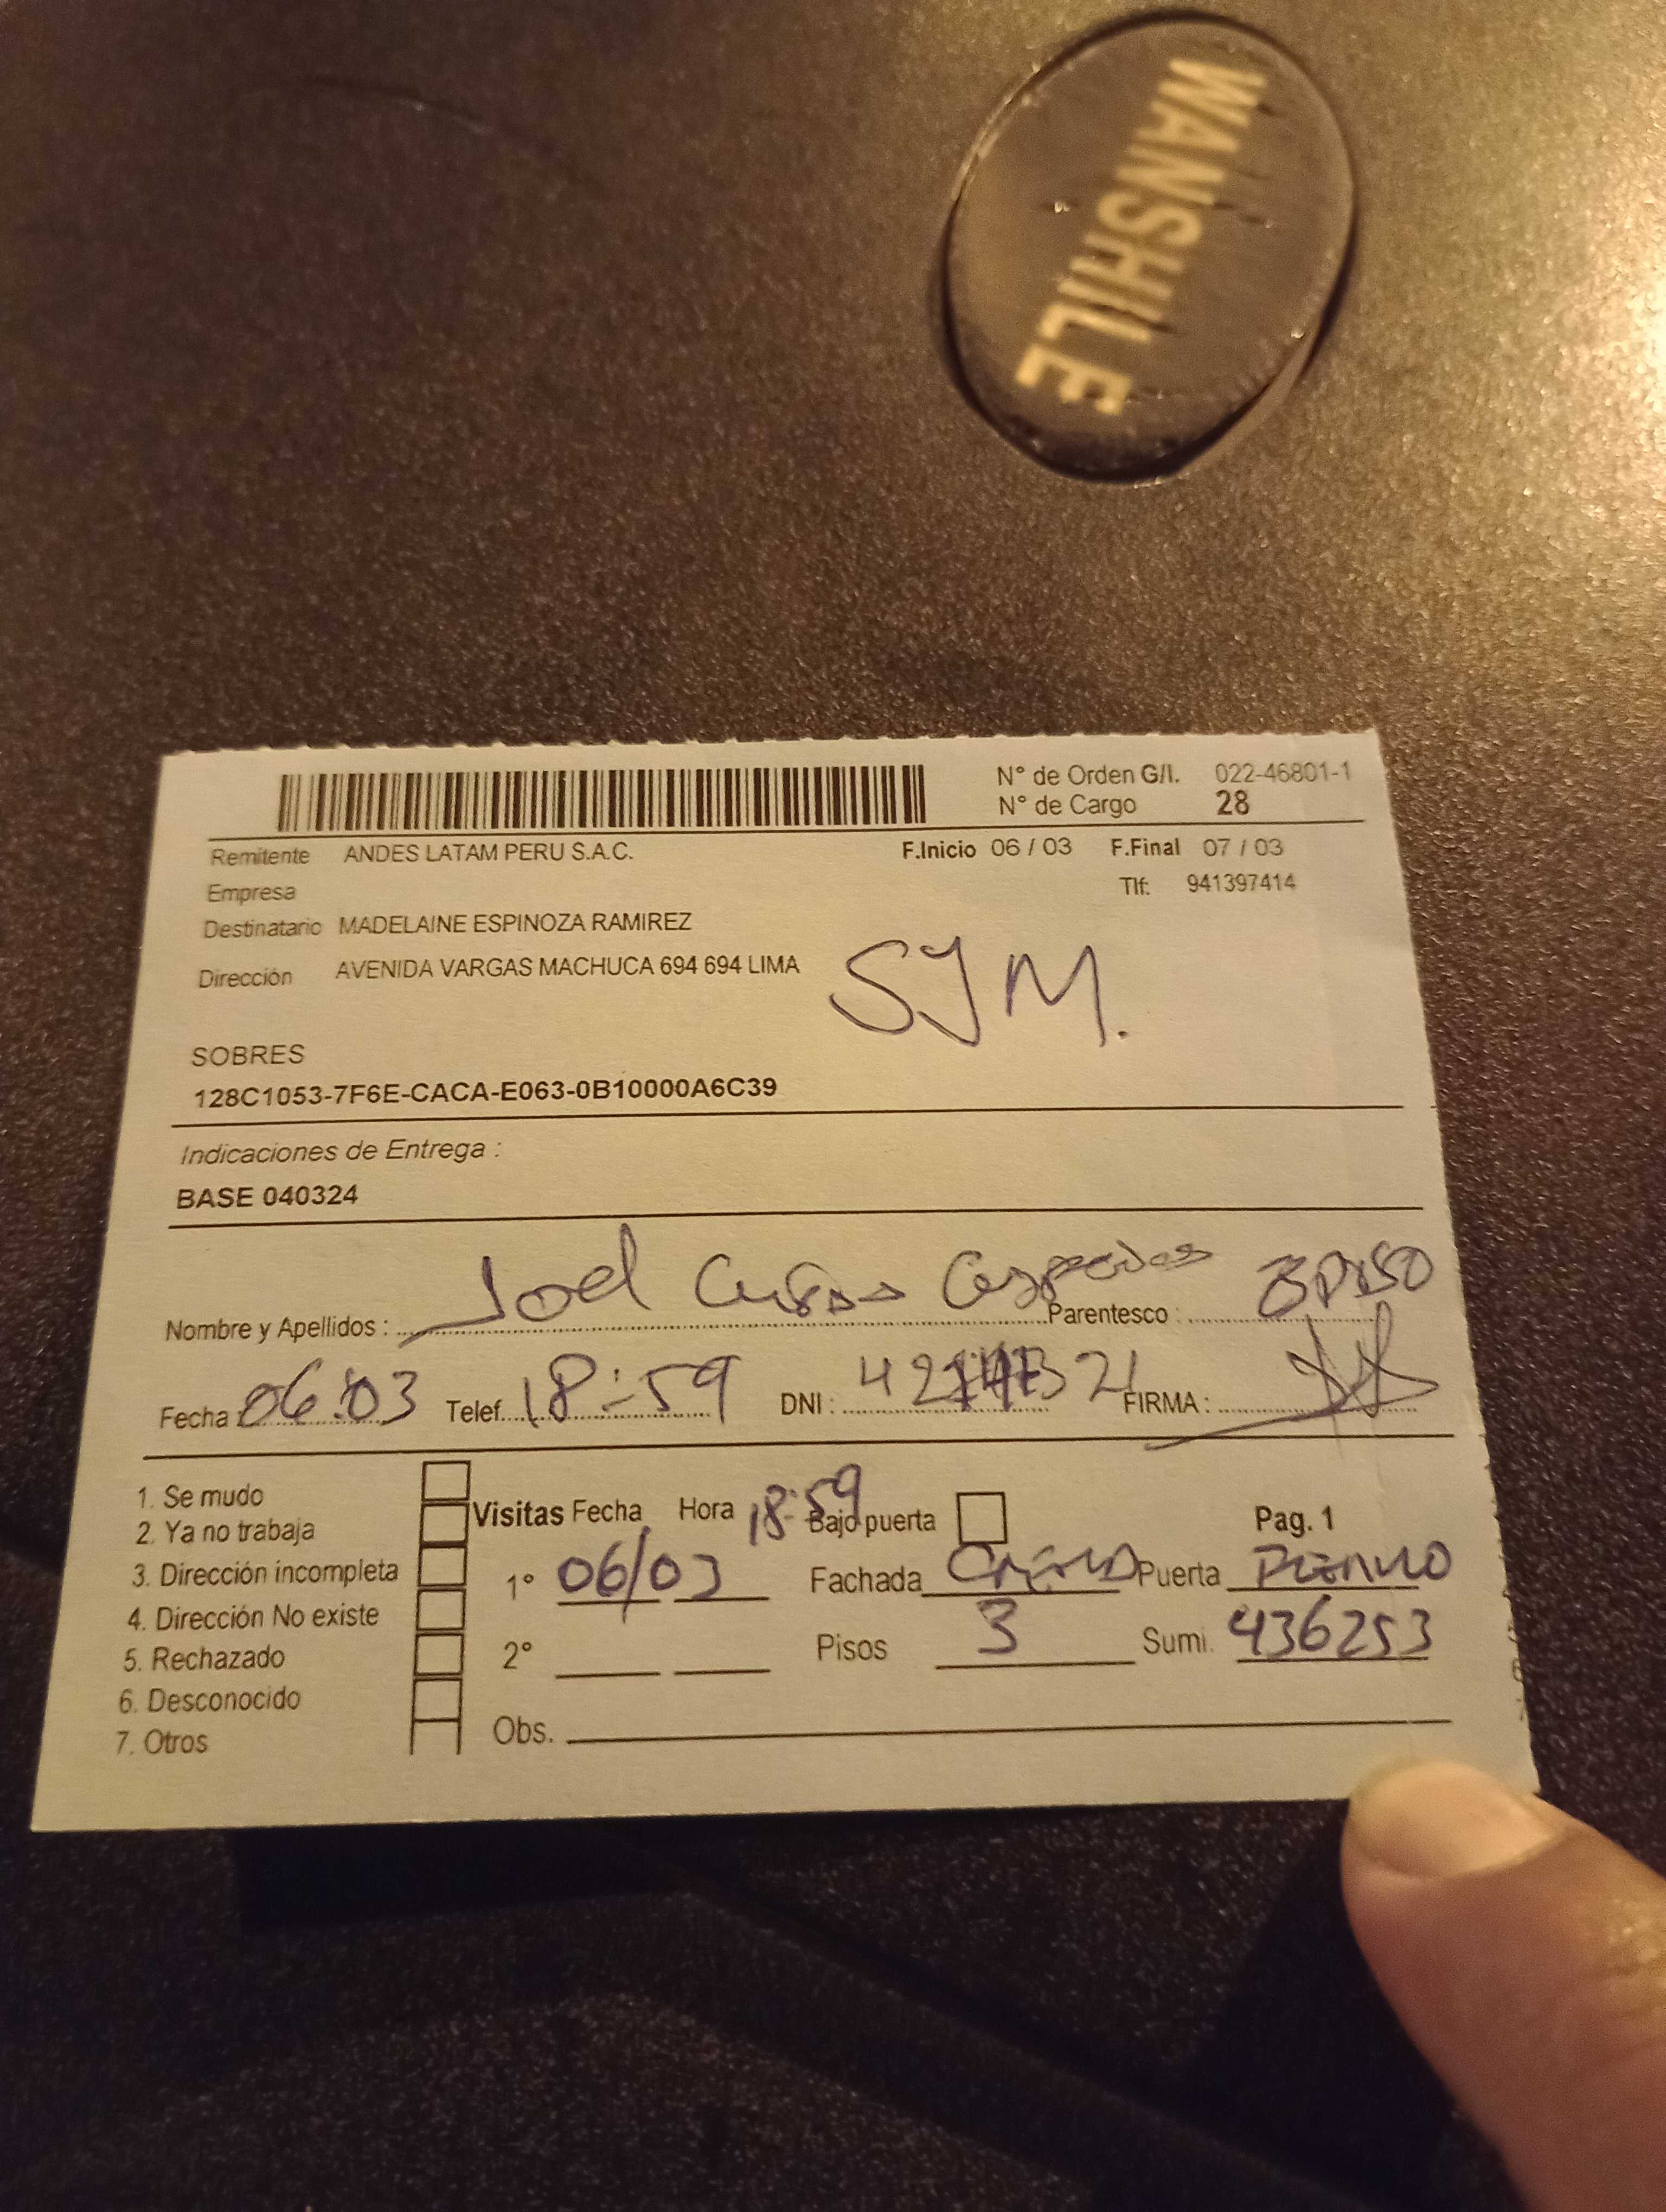 WANSHILE
N° de Orden G/I. 022-46801-1
N° de Cargo 28
Remitente ANDES LATAM PERU S.A.C. F.Inicio 06 / 03 F.Final 07 / 03
Empresa Tlf: 941397414
Destinatario MADELAINE ESPINOZA RAMIREZ
Dirección AVENIDA VARGAS MACHUCA 694 694 LIMA SJM.
SOBRES
128C1053-7F6E-CACA-E063-0B10000A6C39
Indicaciones de Entrega :
BASE 040324
Nombre y Apellidos : Joel Parentesco :
Fecha : 06:03 Telef. 18:59 DNI : FIRMA :
1. Se mudo
2. Ya no trabaja
3. Dirección incompleta
4. Dirección No existe
5. Rechazado
6. Desconocido
7. Otros
Visitas Fecha Hora 18:59 Bajo puerta Pag. 1
1° 06/03 Fachada Puerta
2° Pisos 3 Sumi. 436253
Obs.